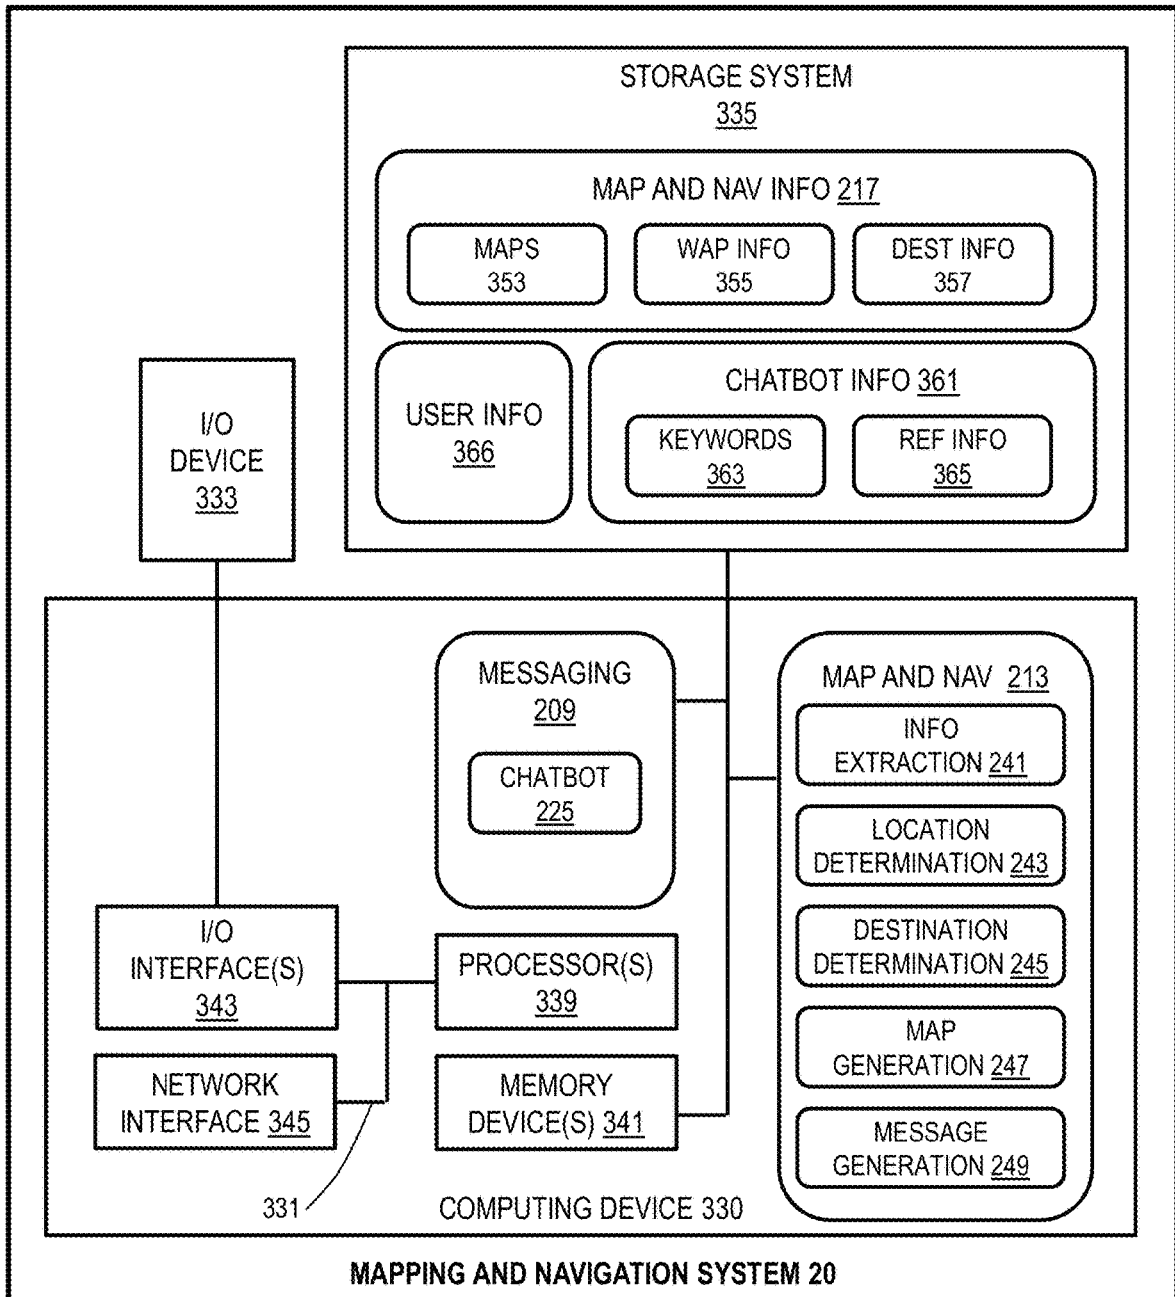 STORAGE SYSTEM
335
MAP AND NAV INFO 217
MAPS
353
WAP INFO
355
DEST INFO
357
USER INFO
366
CHATBOT INFO 361
KEYWORDS
363
REF INFO
365
I/O
DEVICE
333
MESSAGING
209
CHATBOT
225
MAP AND NAV 213
INFO
EXTRACTION 241
LOCATION
DETERMINATION 243
DESTINATION
DETERMINATION 245
MAP
GENERATION 247
MESSAGE
GENERATION 249
I/O
INTERFACE(S)
343
PROCESSOR(S)
339
NETWORK
INTERFACE 345
MEMORY
DEVICE(S) 341
331
COMPUTING DEVICE 330
MAPPING AND NAVIGATION SYSTEM 20